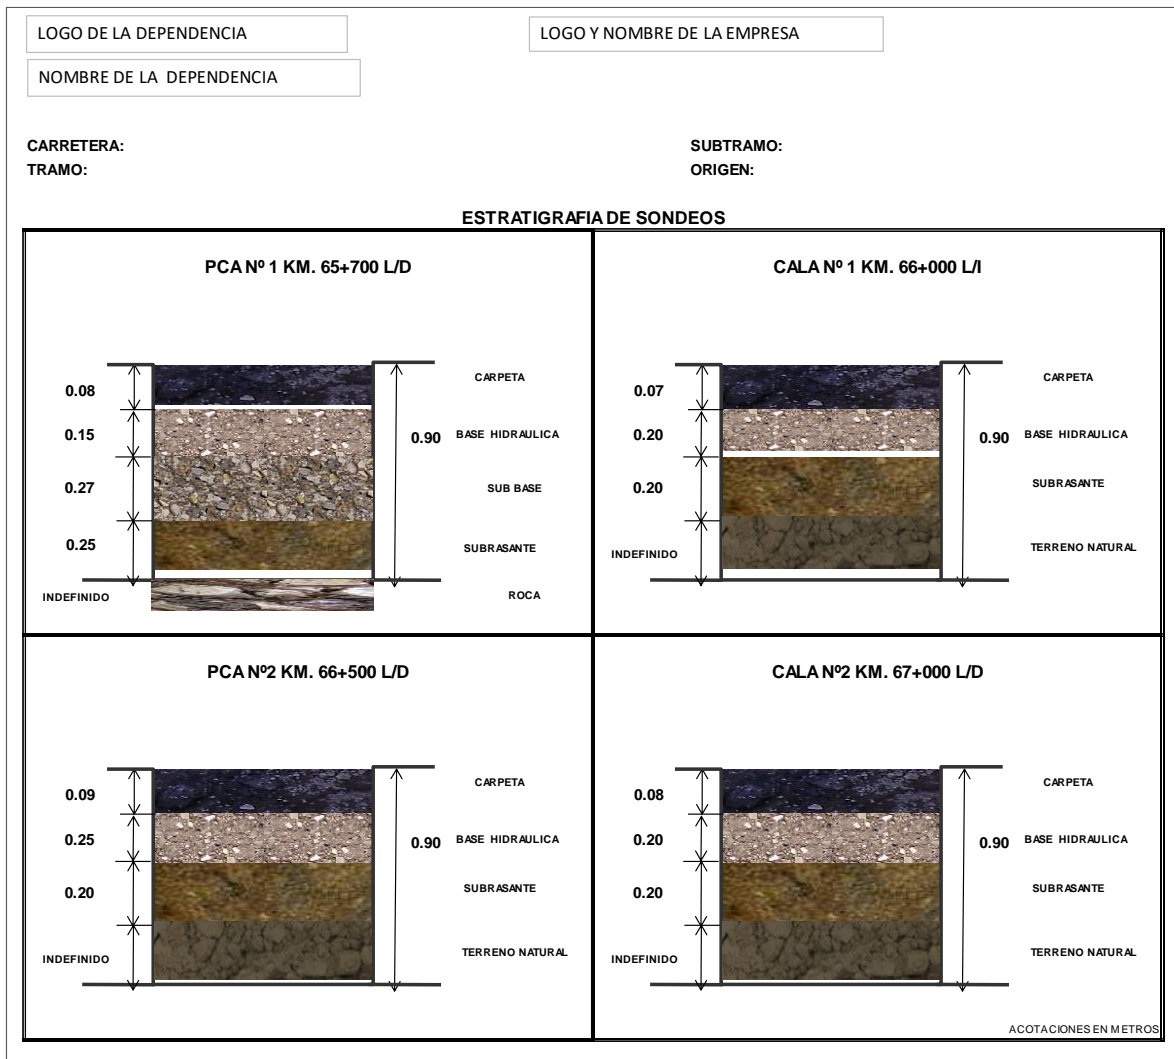 LOGO DE LA DEPENDENCIA
LOGO Y NOMBRE DE LA EMPRESA
NOMBRE DE LA DEPENDENCIA
CARRETERA:
SUBTRAMO:
TRAMO:
ORIGEN:
ESTRATIGRAFIA DE SONDEOS
PCA Nº 1 KM. 65+700 L/D
0.08
CARPETA
0.15
0.90
BASE HIDRAULICA
0.27
SUB BASE
0.25
SUBRASANTE
INDEFINIDO
ROCA
CALA Nº 1 KM. 66+000 L/I
0.07
CARPETA
0.20
0.90
BASE HIDRAULICA
0.20
SUBRASANTE
INDEFINIDO
TERRENO NATURAL
PCA Nº2 KM. 66+500 L/D
0.09
CARPETA
0.25
0.90
BASE HIDRAULICA
0.20
SUBRASANTE
INDEFINIDO
TERRENO NATURAL
CALA Nº2 KM. 67+000 L/D
0.08
CARPETA
0.20
0.90
BASE HIDRAULICA
0.20
SUBRASANTE
INDEFINIDO
TERRENO NATURAL
ACOTACIONES EN METROS